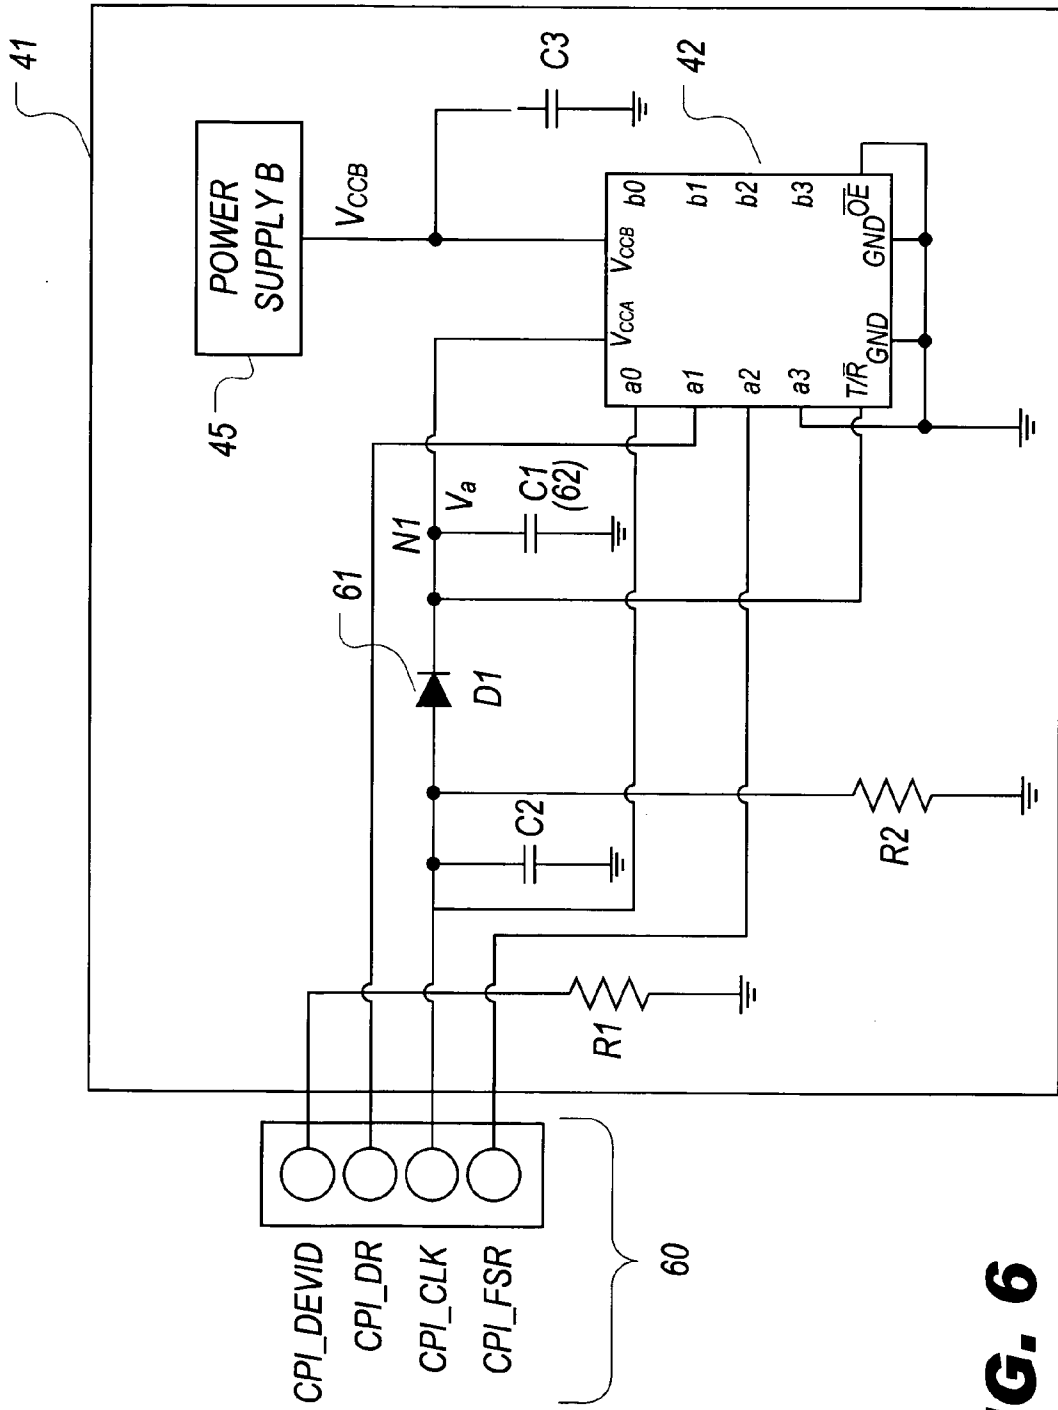 41
POWER
SUPPLY B
45
VCCB
C3
42
VCCA
VCCB
a0
a1
a2
a3
T/R̅
GND
GND
O̅E̅
b0
b1
b2
b3
N1
Va
C1
(62)
61
D1
C2
R2
R1
CPI_DEVID
CPI_DR
CPI_CLK
CPI_FSR
60
G. 6